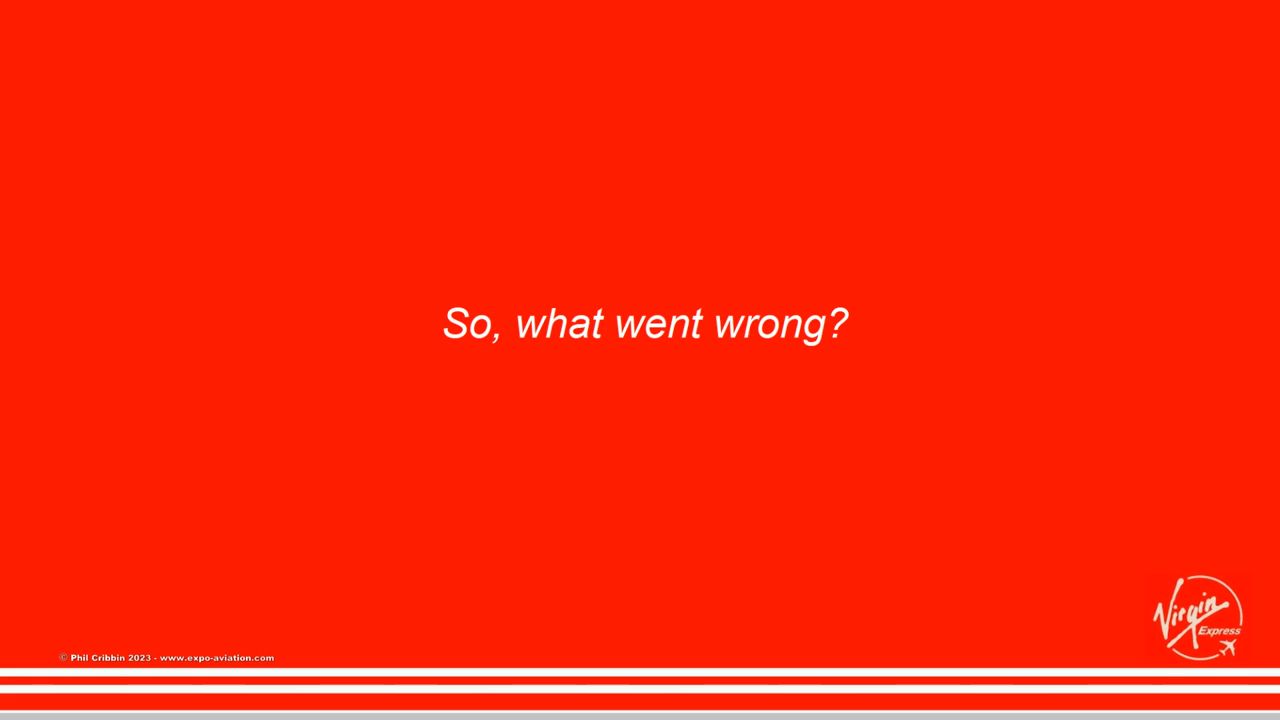 So, what went wrong?
Virgin
Express
© Phil Cribbin 2023 - www.expo-aviation.com